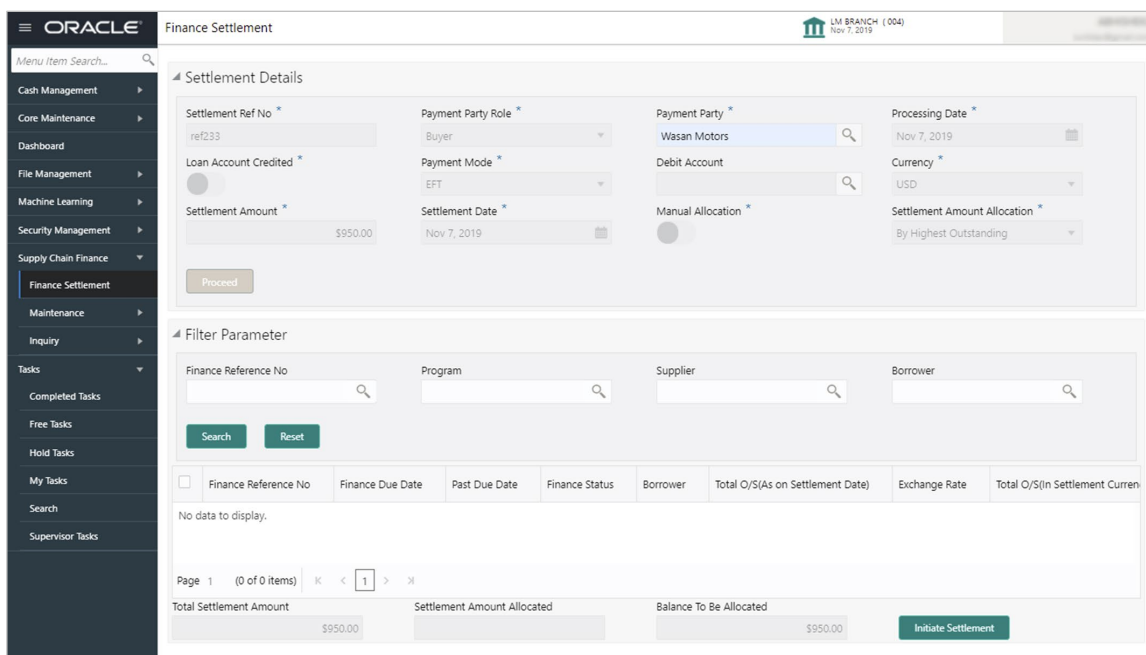 ORACLE
Finance Settlement
LM BRANCH ( 004)
Nov 7, 2019
Menu Item Search...
Cash Management
Core Maintenance
Dashboard
File Management
Machine Learning
Security Management
Supply Chain Finance
Finance Settlement
Maintenance
Inquiry
Tasks
Completed Tasks
Free Tasks
Hold Tasks
My Tasks
Search
Supervisor Tasks
Settlement Details
Settlement Ref No * Payment Party Role * Payment Party * Processing Date *
ref233 Buyer Wasan Motors Nov 7, 2019
Loan Account Credited * Payment Mode * Debit Account Currency *
EFT USD
Settlement Amount * Settlement Date * Manual Allocation * Settlement Amount Allocation *
$950.00 Nov 7, 2019 By Highest Outstanding
Proceed
Filter Parameter
Finance Reference No Program Supplier Borrower
Search Reset
Finance Reference No Finance Due Date Past Due Date Finance Status Borrower Total O/S(As on Settlement Date) Exchange Rate Total O/S(In Settlement Curren
No data to display.
Page 1 (0 of 0 items) 1
Total Settlement Amount Settlement Amount Allocated Balance To Be Allocated
$950.00 $950.00 Initiate Settlement